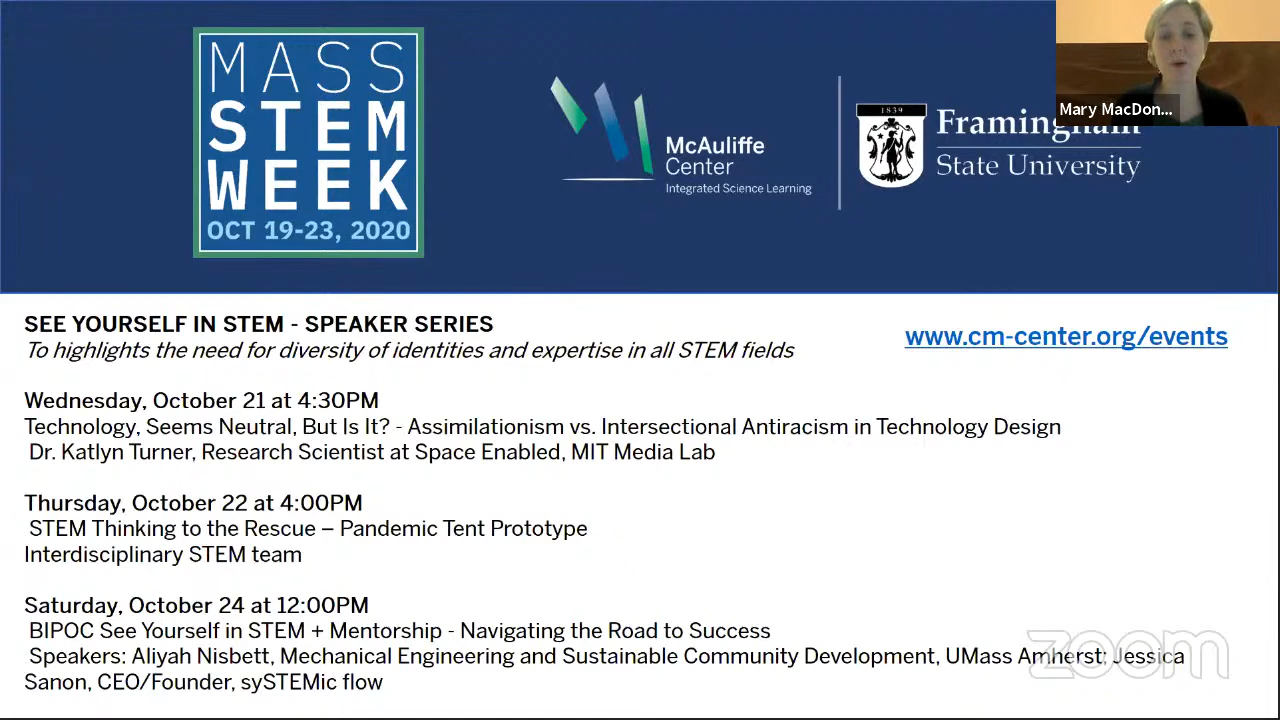 MASS
STEM
WEEK
OCT 19-23, 2020
McAuliffe
Center
Integrated Science Learning
1839
Framingham
State University
Mary MacDon...
SEE YOURSELF IN STEM - SPEAKER SERIES
To highlights the need for diversity of identities and expertise in all STEM fields
www.cm-center.org/events
Wednesday, October 21 at 4:30PM
Technology, Seems Neutral, But Is It? - Assimilationism vs. Intersectional Antiracism in Technology Design
Dr. Katlyn Turner, Research Scientist at Space Enabled, MIT Media Lab
Thursday, October 22 at 4:00PM
STEM Thinking to the Rescue – Pandemic Tent Prototype
Interdisciplinary STEM team
Saturday, October 24 at 12:00PM
BIPOC See Yourself in STEM + Mentorship - Navigating the Road to Success
Speakers: Aliyah Nisbett, Mechanical Engineering and Sustainable Community Development, UMass Amherst; Jessica
Sanon, CEO/Founder, sySTEMic flow
zoom